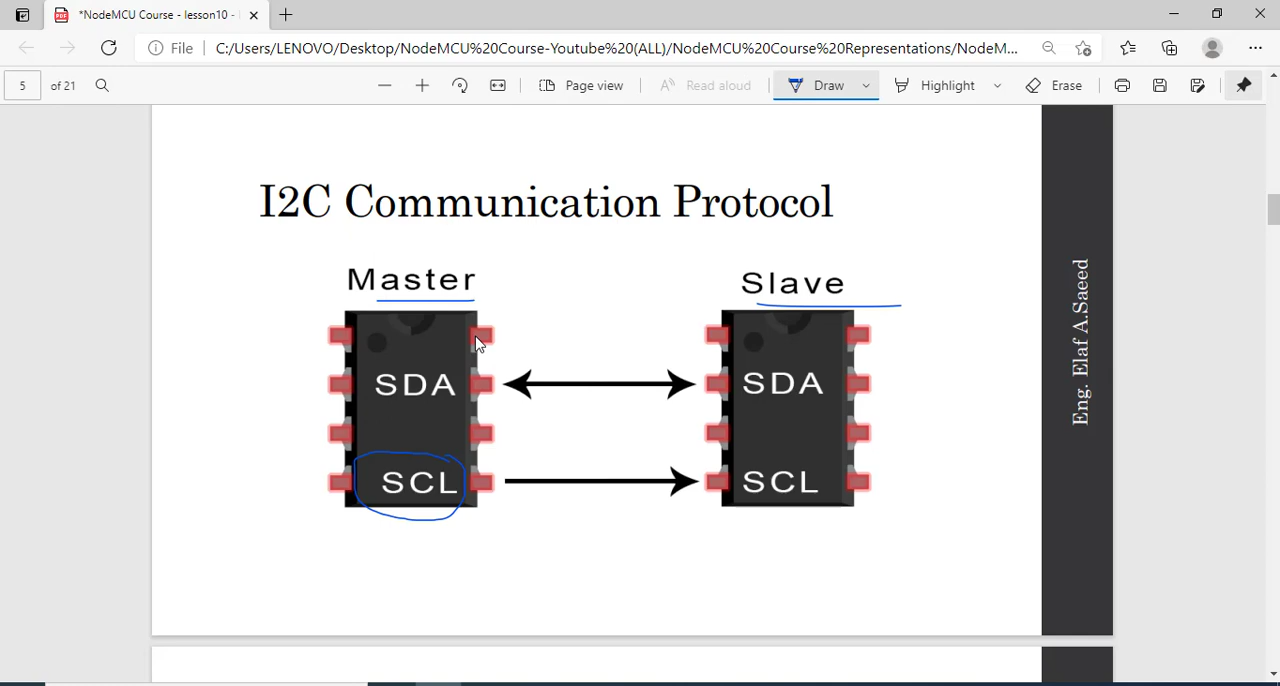 *NodeMCU Course - lesson10 -
File
C:/Users/LENOVO/Desktop/NodeMCU%20Course-Youtube%20(ALL)/NodeMCU%20Course%20Representations/NodeM...
5 of 21
Page view
Read aloud
Draw
Highlight
Erase
I2C Communication Protocol
Master
Slave
SDA
SDA
SCL
SCL
Eng. Elaf A.Saeed